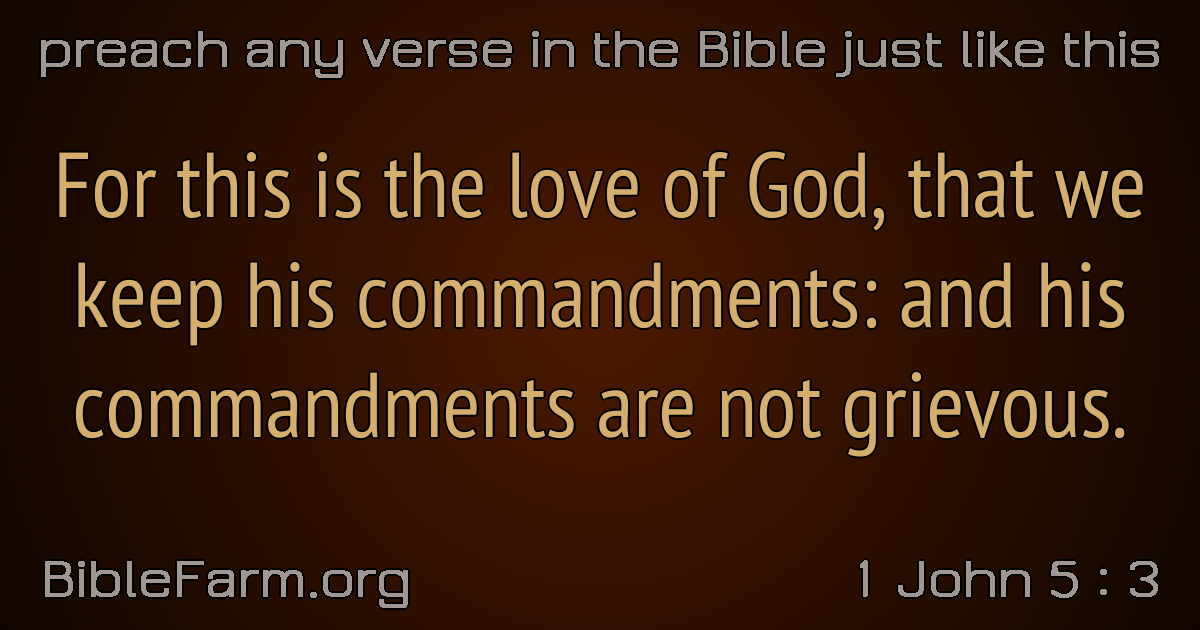 preach any verse in the Bible just like this
For this is the love of God, that we
keep his commandments: and his
commandments are not grievous.
BibleFarm.org
1 John 5 : 3